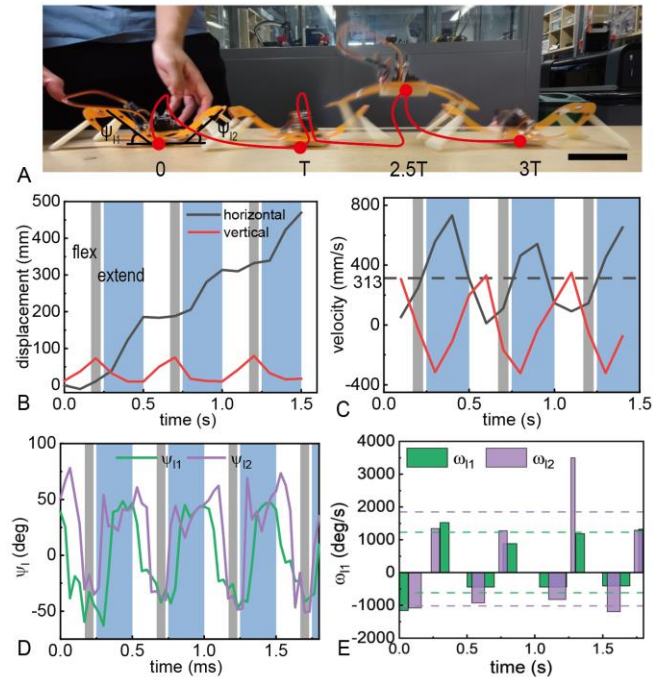 ψl1
ψl2
A
0
T
2.5T
3T
500
400
300
200
100
0
displacement (mm)
horizontal
vertical
flex
extend
0.0
0.5
1.0
1.5
B
time (s)
800
400
313
0
-400
velocity (mm/s)
0.0
0.5
1.0
1.5
C
time (s)
100
50
0
-50
ψl (deg)
ψl1
ψl2
0.0
0.5
1.0
1.5
D
time (ms)
4000
3000
2000
1000
0
-1000
-2000
ωl1 (deg/s)
ωl1
ωl2
0.0
0.5
1.0
1.5
E
time (s)